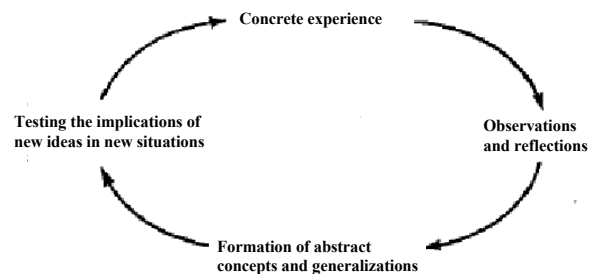 Concrete experience
Observations
and reflections
Formation of abstract
concepts and generalizations
Testing the implications of
new ideas in new situations